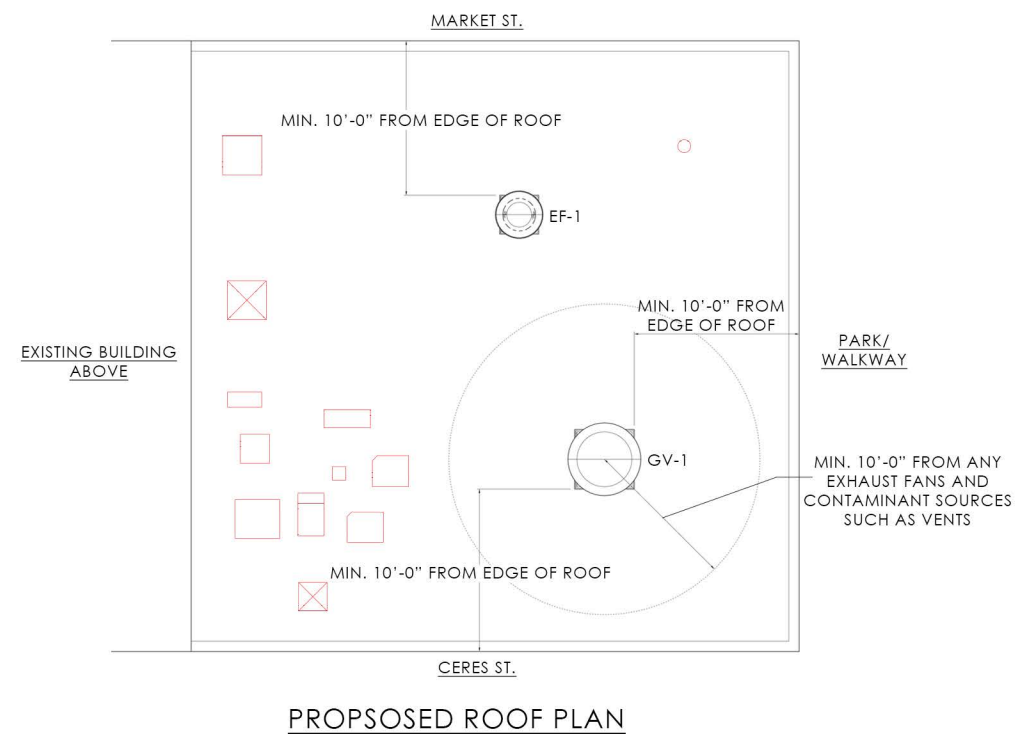 MARKET ST.
MIN. 10'-0" FROM EDGE OF ROOF
EF-1
MIN. 10'-0" FROM
EDGE OF ROOF
EXISTING BUILDING
ABOVE
PARK/
WALKWAY
GV-1
MIN. 10'-0" FROM ANY
EXHAUST FANS AND
CONTAMINANT SOURCES
SUCH AS VENTS
MIN. 10'-0" FROM EDGE OF ROOF
CERES ST.
PROPSOSED ROOF PLAN